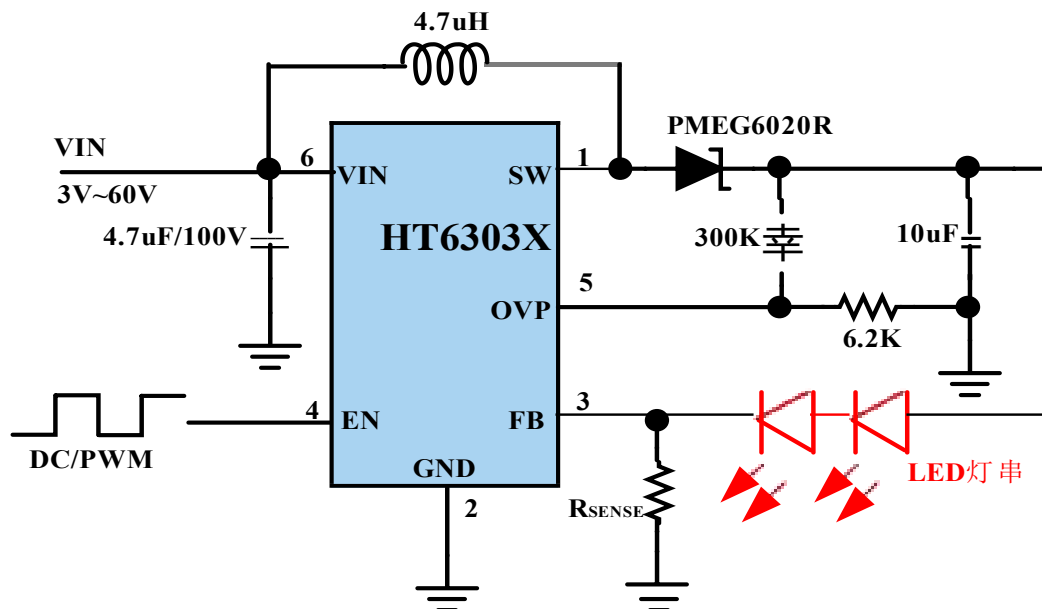 4.7uH
PMEG6020R
VIN
3V~60V
6
VIN
SW
1
4.7uF/100V
HT6303X
300K
10uF
OVP
5
6.2K
4
EN
FB
3
DC/PWM
GND
2
RSENSE
LED灯串